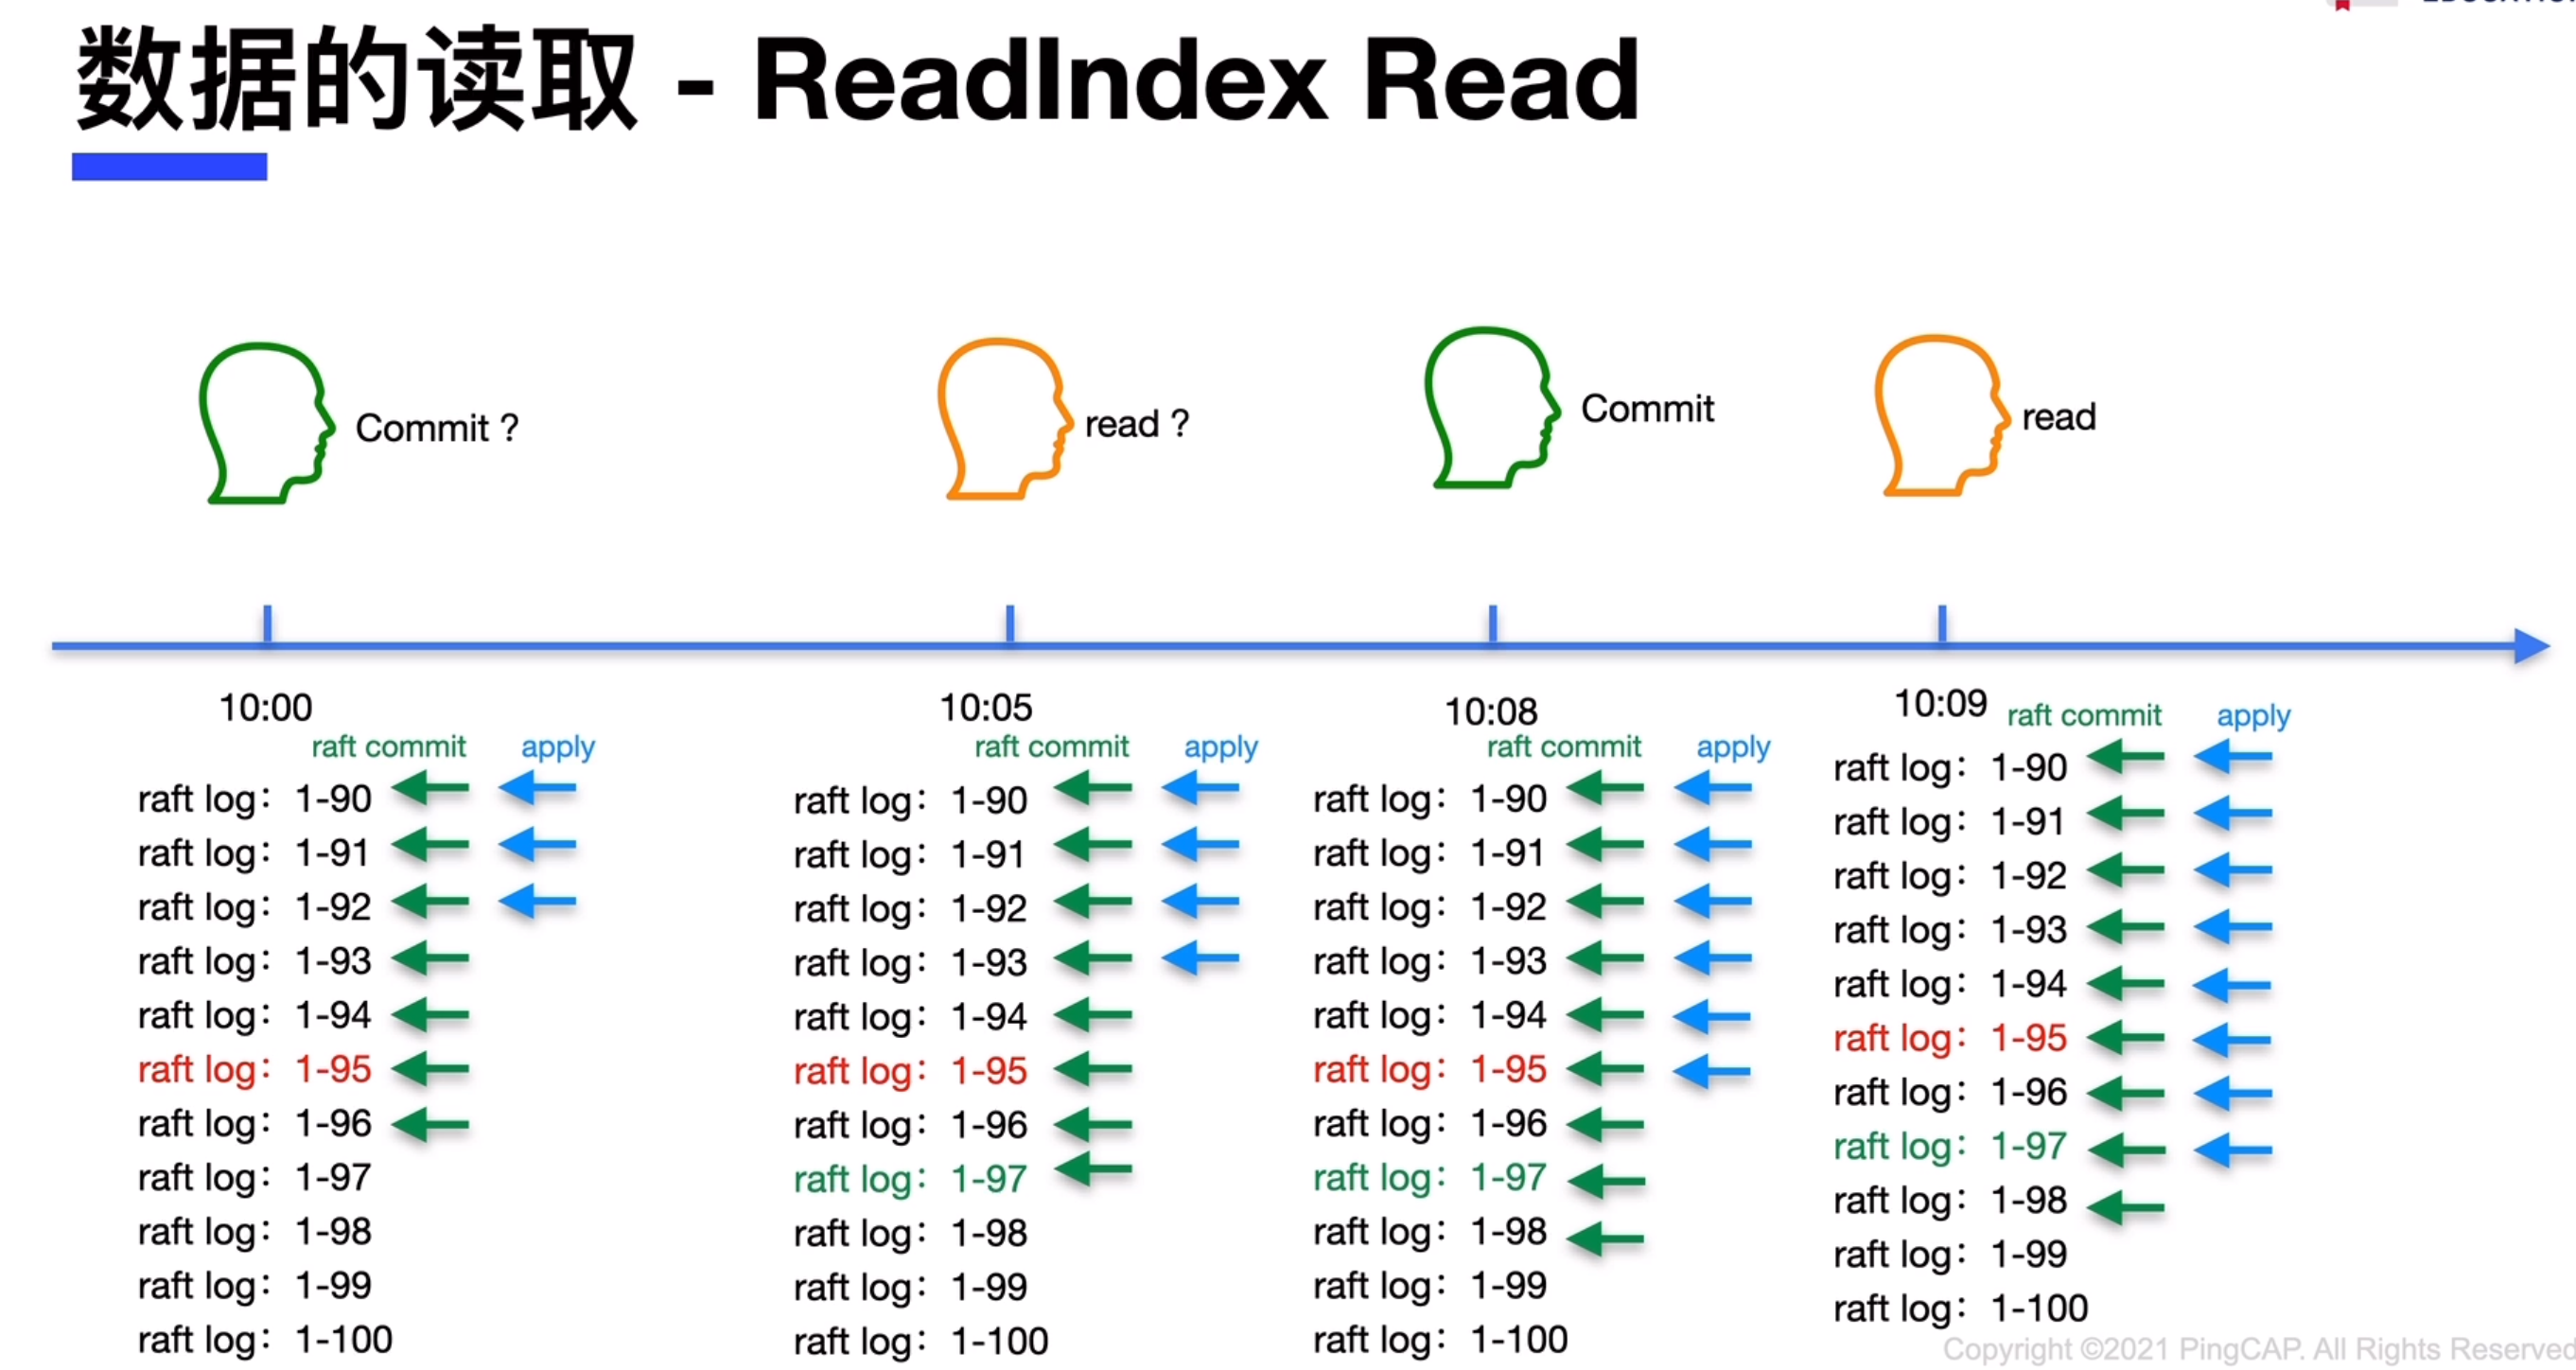 数据的读取 - ReadIndex Read
Commit ?
read ?
Commit
read
10:00
raft commit apply
raft log: 1-90
raft log: 1-91
raft log: 1-92
raft log: 1-93
raft log: 1-94
raft log: 1-95
raft log: 1-96
raft log: 1-97
raft log: 1-98
raft log: 1-99
raft log: 1-100
10:05
raft commit apply
raft log: 1-90
raft log: 1-91
raft log: 1-92
raft log: 1-93
raft log: 1-94
raft log: 1-95
raft log: 1-96
raft log: 1-97
raft log: 1-98
raft log: 1-99
raft log: 1-100
10:08
raft commit apply
raft log: 1-90
raft log: 1-91
raft log: 1-92
raft log: 1-93
raft log: 1-94
raft log: 1-95
raft log: 1-96
raft log: 1-97
raft log: 1-98
raft log: 1-99
raft log: 1-100
10:09
raft commit apply
raft log: 1-90
raft log: 1-91
raft log: 1-92
raft log: 1-93
raft log: 1-94
raft log: 1-95
raft log: 1-96
raft log: 1-97
raft log: 1-98
raft log: 1-99
raft log: 1-100
Copyright ©2021 PingCAP. All Rights Reserved